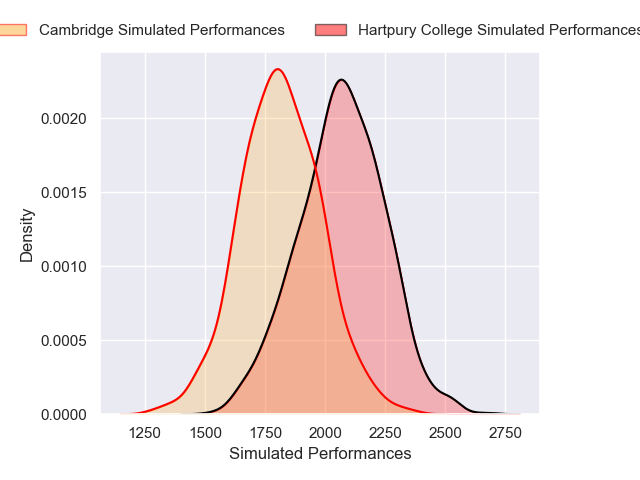 Cambridge Simulated Performances Hartpury College Simulated Performances
0.0020
0.0015
0.0010
0.0005
0.0000
Density
1250 1500 1750 2000 2250 2500 2750
Simulated Performances